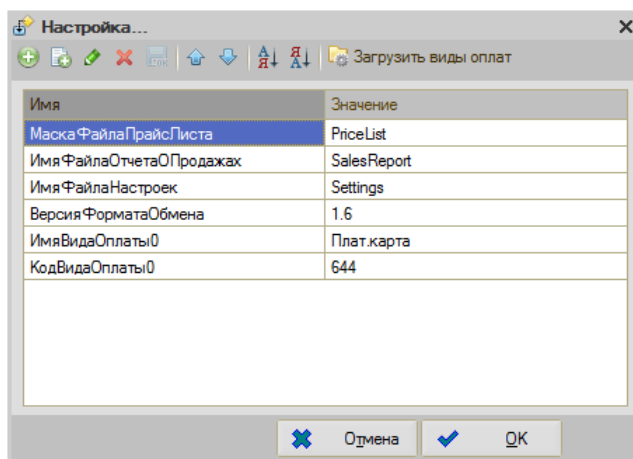 Настройка...
Загрузить виды оплат
Имя Значение
МаскаФайлаПрайсЛиста PriceList
ИмяФайлаОтчетаОПродажах SalesReport
ИмяФайлаНастроек Settings
ВерсияФорматаОбмена 1.6
ИмяВидаОплаты0 Плат.карта
КодВидаОплаты0 644
Отмена OK